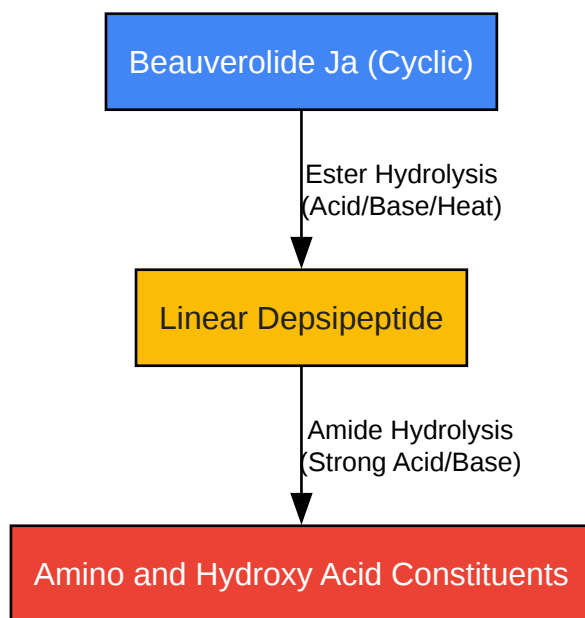 Beauverolide Ja (Cyclic)
Ester Hydrolysis
(Acid/Base/Heat)
Linear Depsipeptide
Amide Hydrolysis
(Strong Acid/Base)
Amino and Hydroxy Acid Constituents